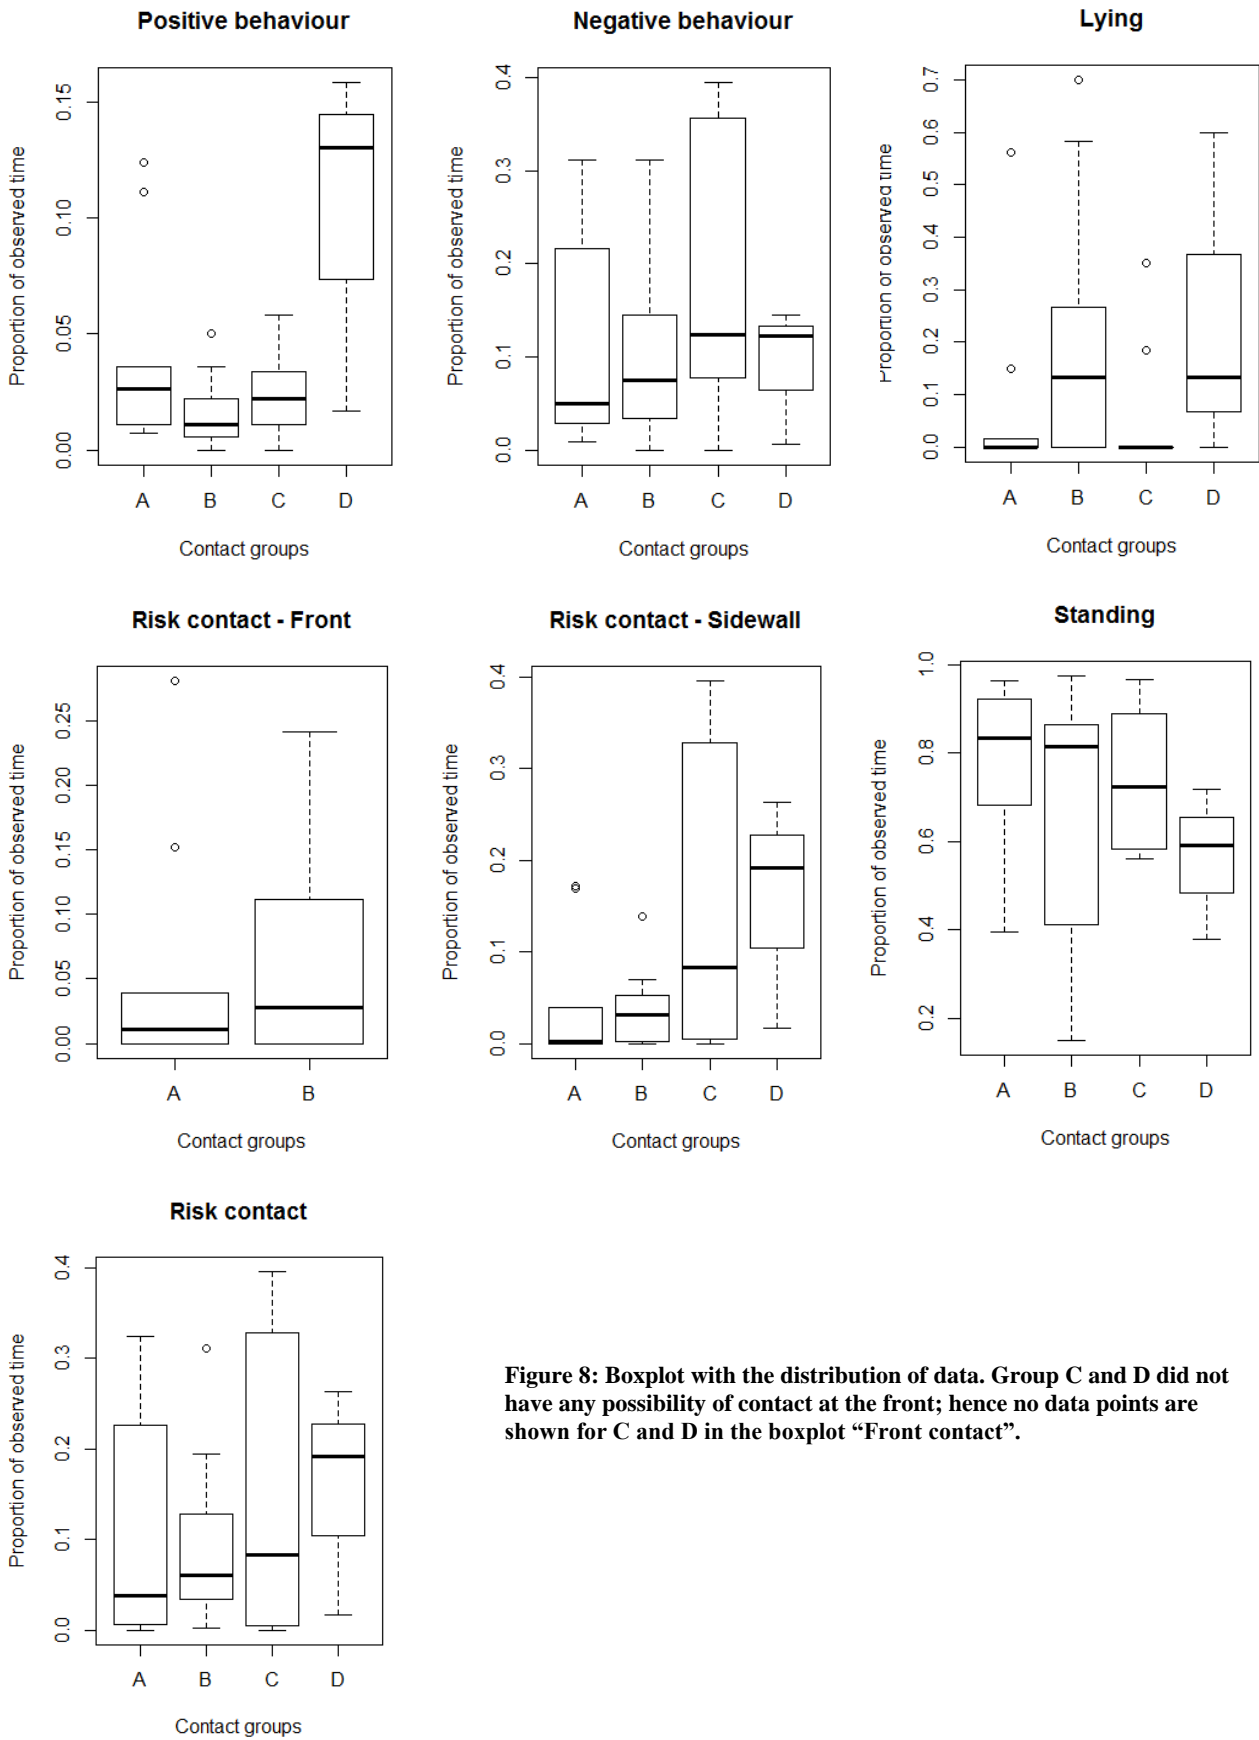 Positive behaviour
Proportion of observed time
0.00 0.05 0.10 0.15
A B C D
Contact groups
Negative behaviour
Proportion of observed time
0.0 0.1 0.2 0.3 0.4
A B C D
Contact groups
Lying
Proportion of observed time
0.0 0.1 0.2 0.3 0.4 0.5 0.6 0.7
A B C D
Contact groups
Risk contact - Front
Proportion of observed time
0.00 0.05 0.10 0.15 0.20 0.25
A B
Contact groups
Risk contact - Sidewall
Proportion of observed time
0.0 0.1 0.2 0.3 0.4
A B C D
Contact groups
Standing
Proportion of observed time
0.2 0.4 0.6 0.8 1.0
A B C D
Contact groups
Risk contact
Proportion of observed time
0.0 0.1 0.2 0.3 0.4
A B C D
Contact groups
Figure 8: Boxplot with the distribution of data. Group C and D did not
have any possibility of contact at the front; hence no data points are
shown for C and D in the boxplot “Front contact”.